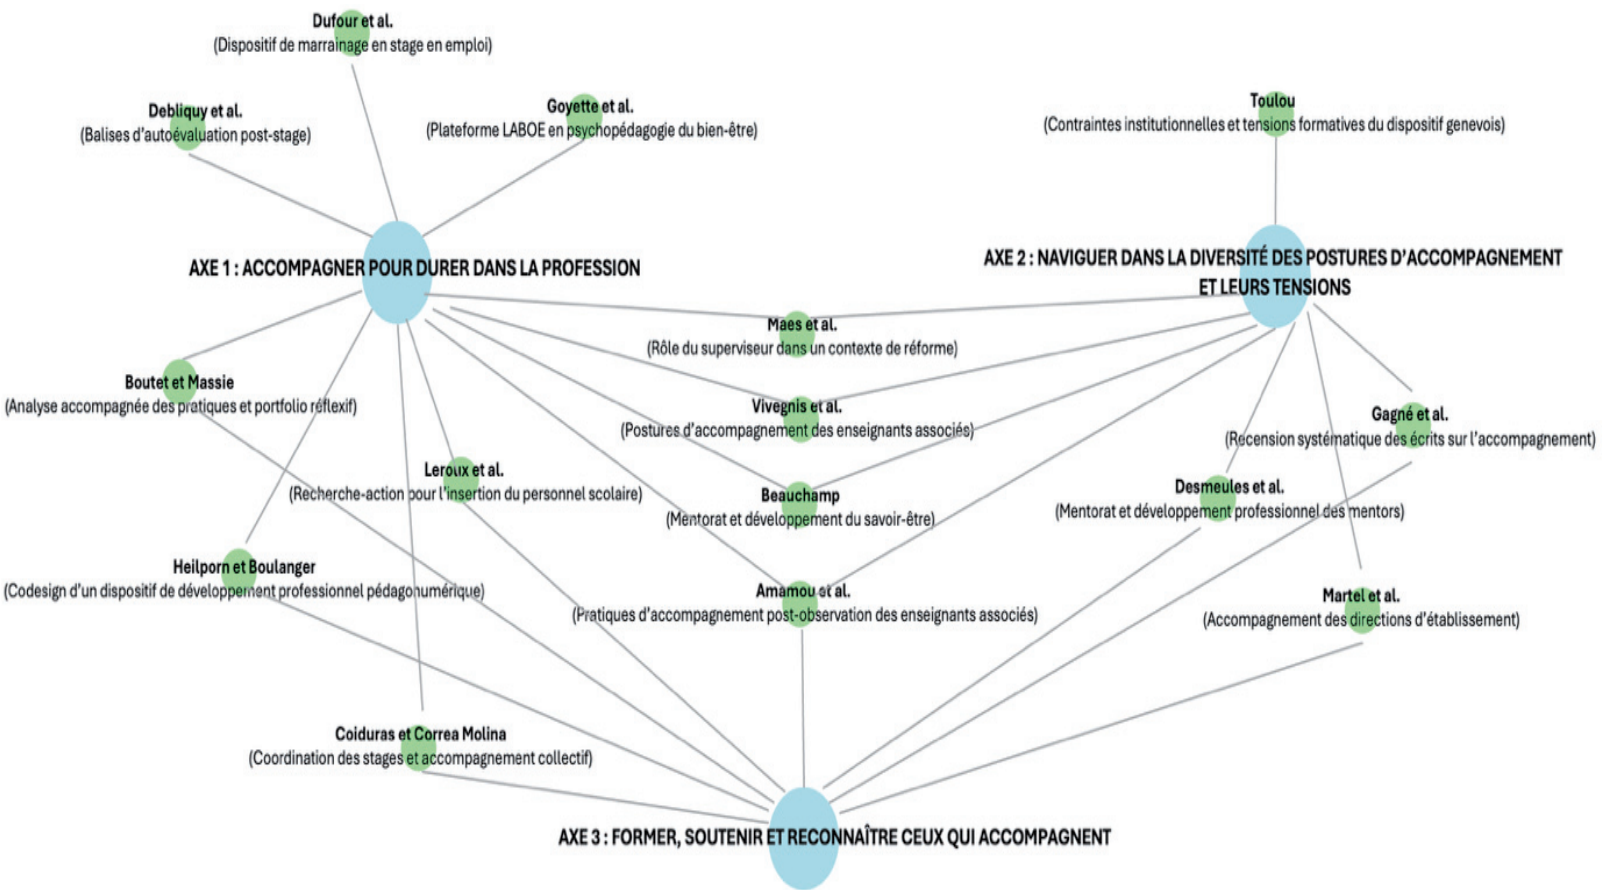 Dufour et al.
(Dispositif de marrainage en stage en emploi)
Debliquy et al.
(Balises d'autoévaluation post-stage)
Goyette et al.
(Plateforme LABOE en psychopédagogie du bien-être)
Toulou
(Contraintes institutionnelles et tensions formatives du dispositif genevois)
AXE 1 : ACCOMPAGNER POUR DURER DANS LA PROFESSION
AXE 2 : NAVIGUER DANS LA DIVERSITÉ DES POSTURES D'ACCOMPAGNEMENT
ET LEURS TENSIONS
Maes et al.
(Rôle du superviseur dans un contexte de réforme)
Boutet et Massie
(Analyse accompagnée des pratiques et portfolio réflexif)
Vivegnis et al.
(Postures d'accompagnement des enseignants associés)
Gagné et al.
(Recension systématique des écrits sur l'accompagnement)
Leroux et al.
(Recherche-action pour l'insertion du personnel scolaire)
Beauchamp
(Mentorat et développement du savoir-être)
Desmeules et al.
(Mentorat et développement professionnel des mentors)
Heilporn et Boulanger
(Codesign d'un dispositif de développement professionnel pédagonumérique)
Amamou et al.
(Pratiques d'accompagnement post-observation des enseignants associés)
Martel et al.
(Accompagnement des directions d'établissement)
Coiduras et Correa Molina
(Coordination des stages et accompagnement collectif)
AXE 3 : FORMER, SOUTENIR ET RECONNAÎTRE CEUX QUI ACCOMPAGNENT